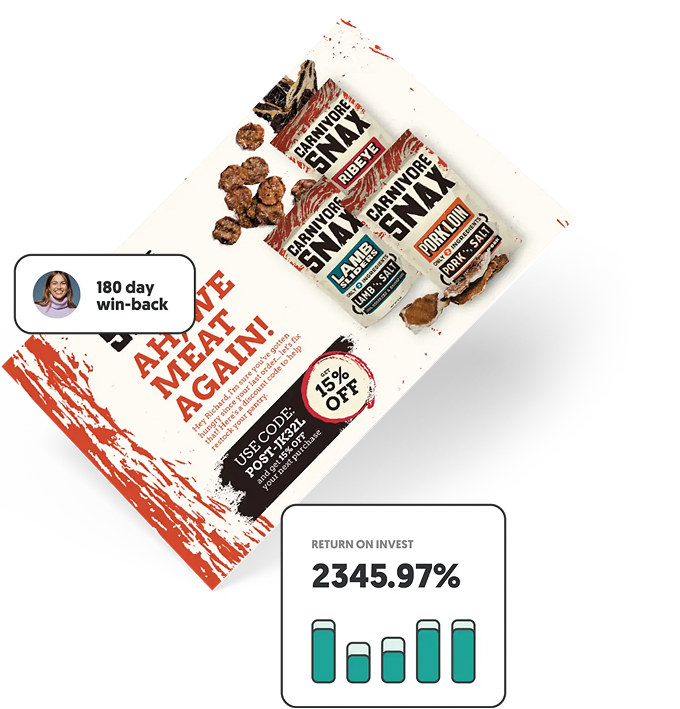 CARNIVORE
SNAX
RIBEYE
CARNIVORE
SNAX
LAMB
SLIDERS
ONLY 2 INGREDIENTS
LAMB SALT
CARNIVORE
SNAX
PORK LOIN
ONLY 2 INGREDIENTS
PORK SALT
180 day
win-back
AH, WE
MEAT
AGAIN!
Hey Richard, I'm sure you've gotten
hungry since your last order... let's fix
that! Here's a discount code to help
restock your pantry.
GET
15%
OFF
USE CODE:
POST-JK32L
and get 15% OFF
your next purchase
RETURN ON INVEST
2345.97%